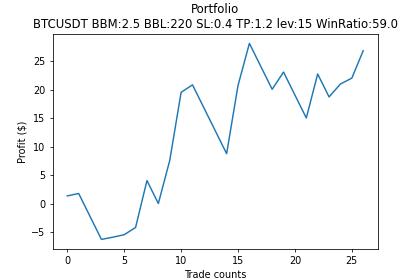 Portfolio
BTCUSDT BBM:2.5 BBL:220 SL:0.4 TP:1.2 lev:15 WinRatio:59.0
25
20
15
10
5
0
−5
Profit ($)
0 5 10 15 20 25
Trade counts